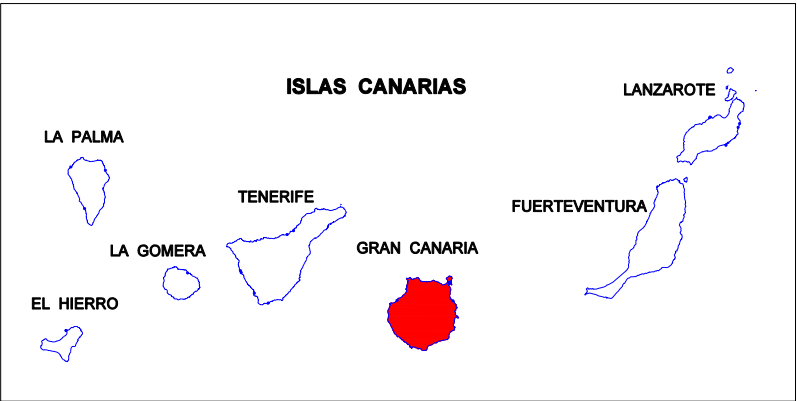 ISLAS CANARIAS
LANZAROTE
LA PALMA
TENERIFE
FUERTEVENTURA
LA GOMERA
GRAN CANARIA
EL HIERRO